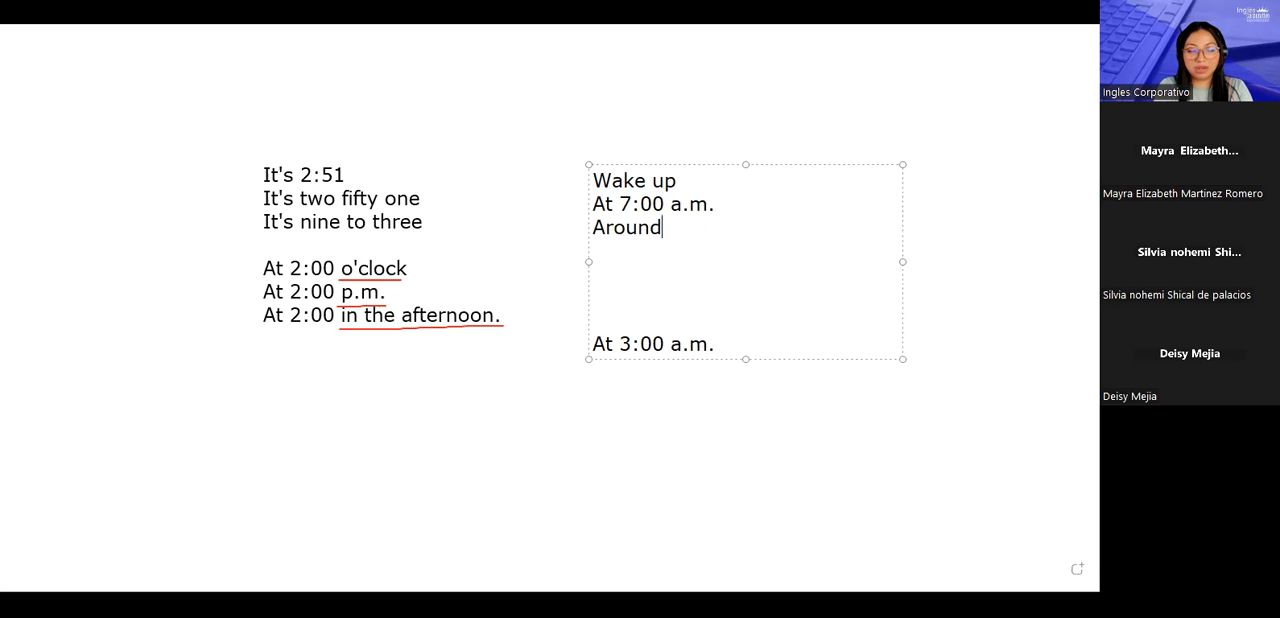 It's 2:51
It's two fifty one
It's nine to three
At 2:00 o'clock
At 2:00 p.m.
At 2:00 in the afternoon.
Wake up
At 7:00 a.m.
Around
At 3:00 a.m.
Ingles
Ingles Corporativo
Mayra Elizabeth...
Mayra Elizabeth Martinez Romero
Silvia nohemi Shi...
Silvia nohemi Shical de palacios
Deisy Mejia
Deisy Mejia